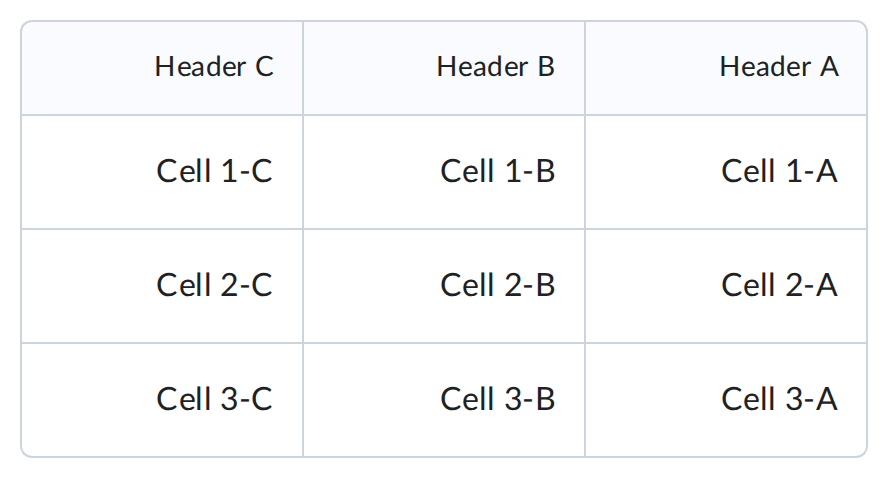 Header C Header B Header A
Cell 1-C Cell 1-B Cell 1-A
Cell 2-C Cell 2-B Cell 2-A
Cell 3-C Cell 3-B Cell 3-A